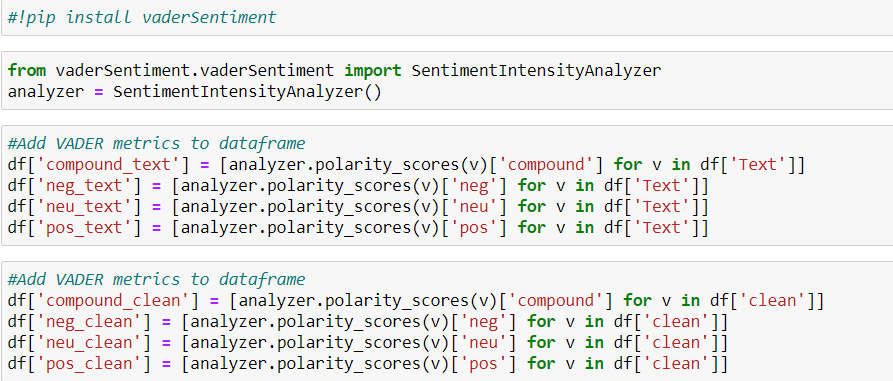 #!pip install vaderSentiment
from vaderSentiment.vaderSentiment import SentimentIntensityAnalyzer
analyzer = SentimentIntensityAnalyzer()
#Add VADER metrics to dataframe
df['compound_text'] = [analyzer.polarity_scores(v)['compound'] for v in df['Text']]
df['neg_text'] = [analyzer.polarity_scores(v)['neg'] for v in df['Text']]
df['neu_text'] = [analyzer.polarity_scores(v)['neu'] for v in df['Text']]
df['pos_text'] = [analyzer.polarity_scores(v)['pos'] for v in df['Text']]
#Add VADER metrics to dataframe
df['compound_clean'] = [analyzer.polarity_scores(v)['compound'] for v in df['clean']]
df['neg_clean'] = [analyzer.polarity_scores(v)['neg'] for v in df['clean']]
df['neu_clean'] = [analyzer.polarity_scores(v)['neu'] for v in df['clean']]
df['pos_clean'] = [analyzer.polarity_scores(v)['pos'] for v in df['clean']]